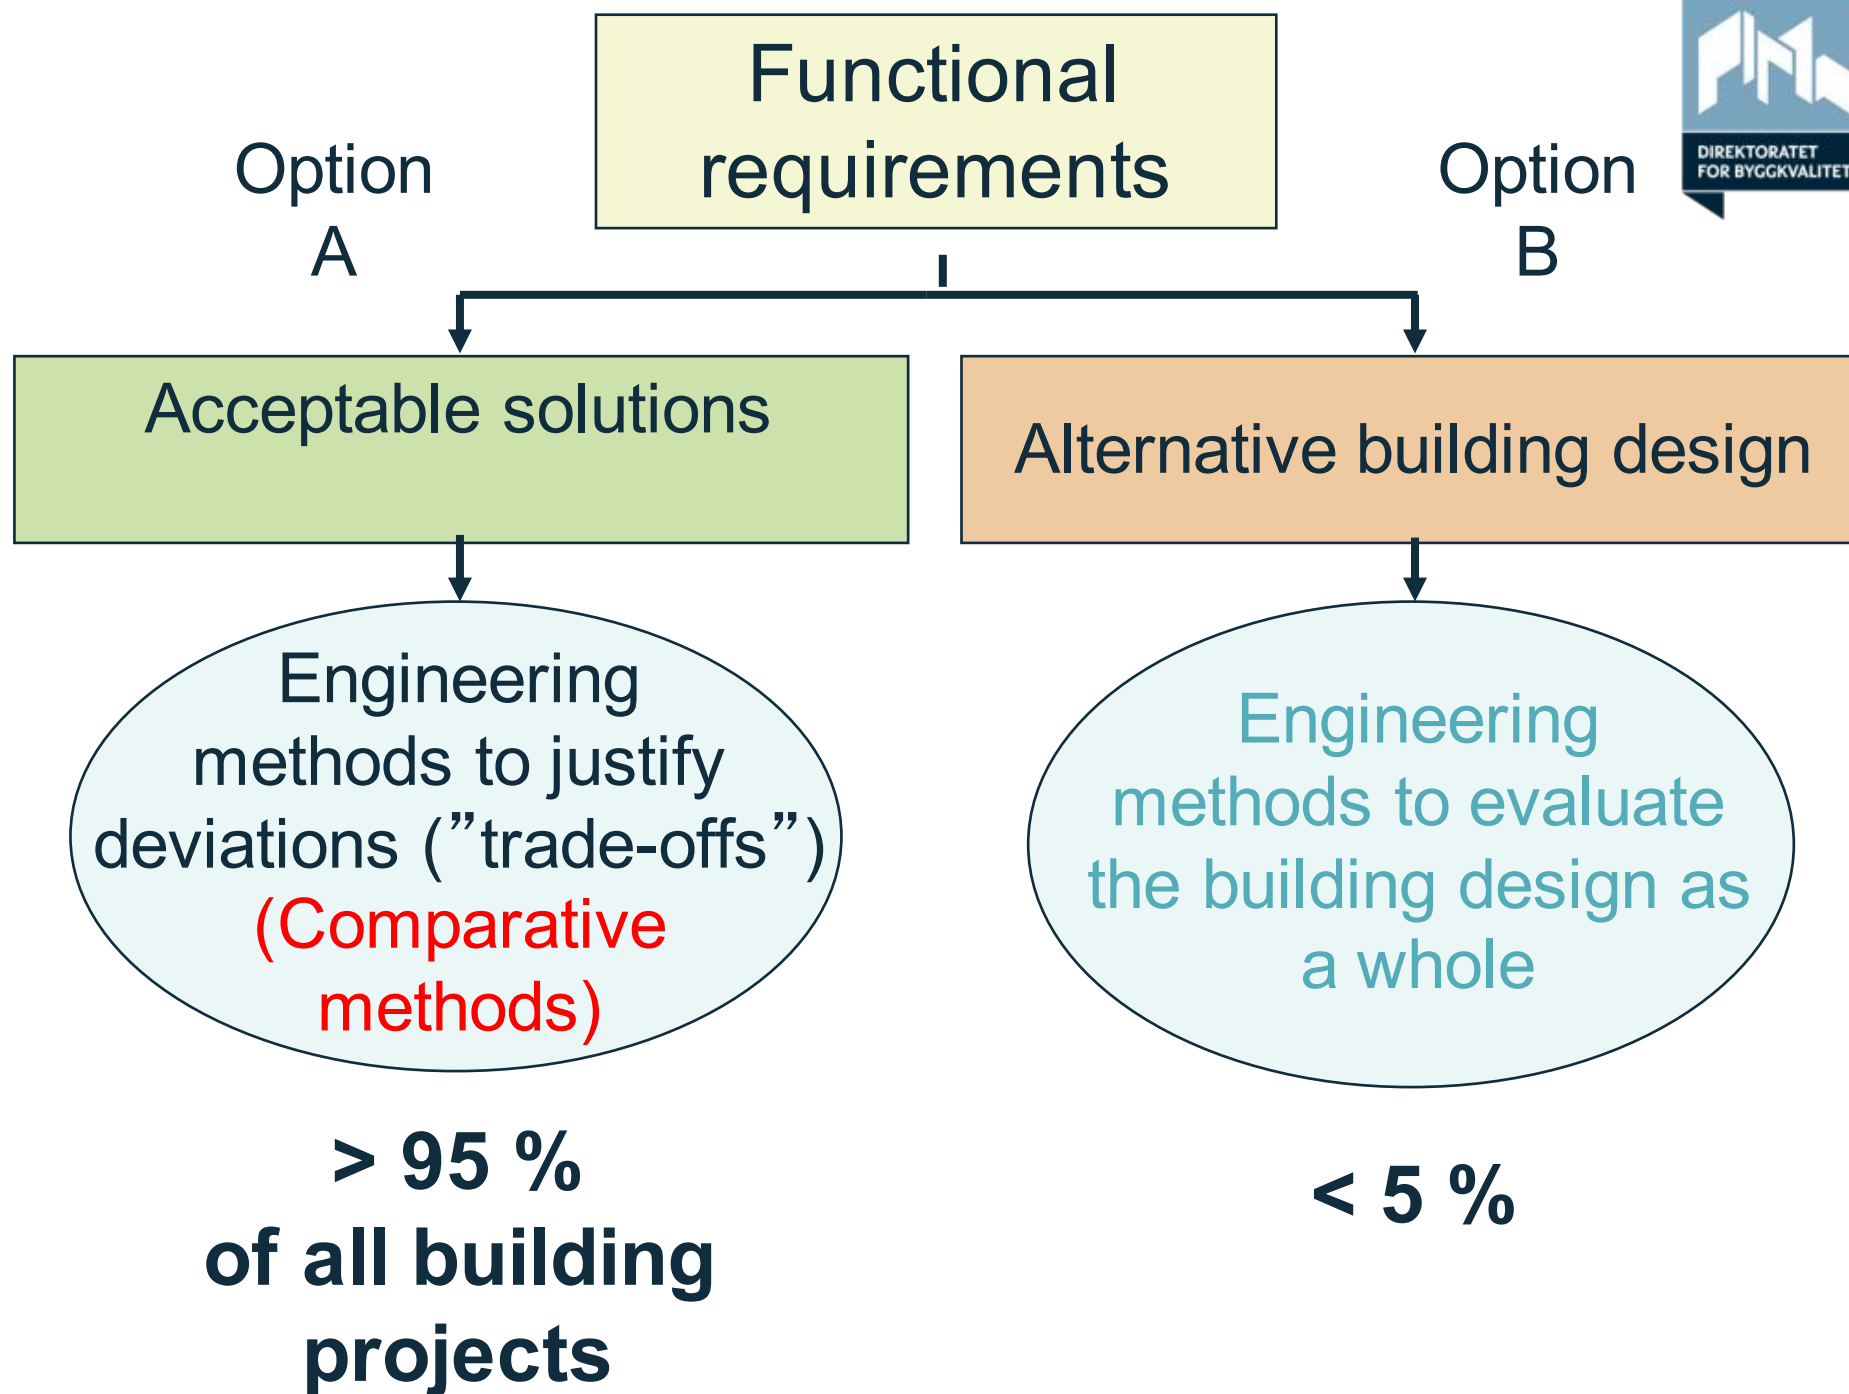 Functional
requirements
Option
A
Option
B
DIREKTORATET
FOR BYGGKVALITET
Acceptable solutions
Alternative building design
Engineering
methods to justify
deviations (”trade-offs”)
(Comparative
methods)
Engineering
methods to evaluate
the building design as
a whole
> 95 %
of all building
projects
< 5 %